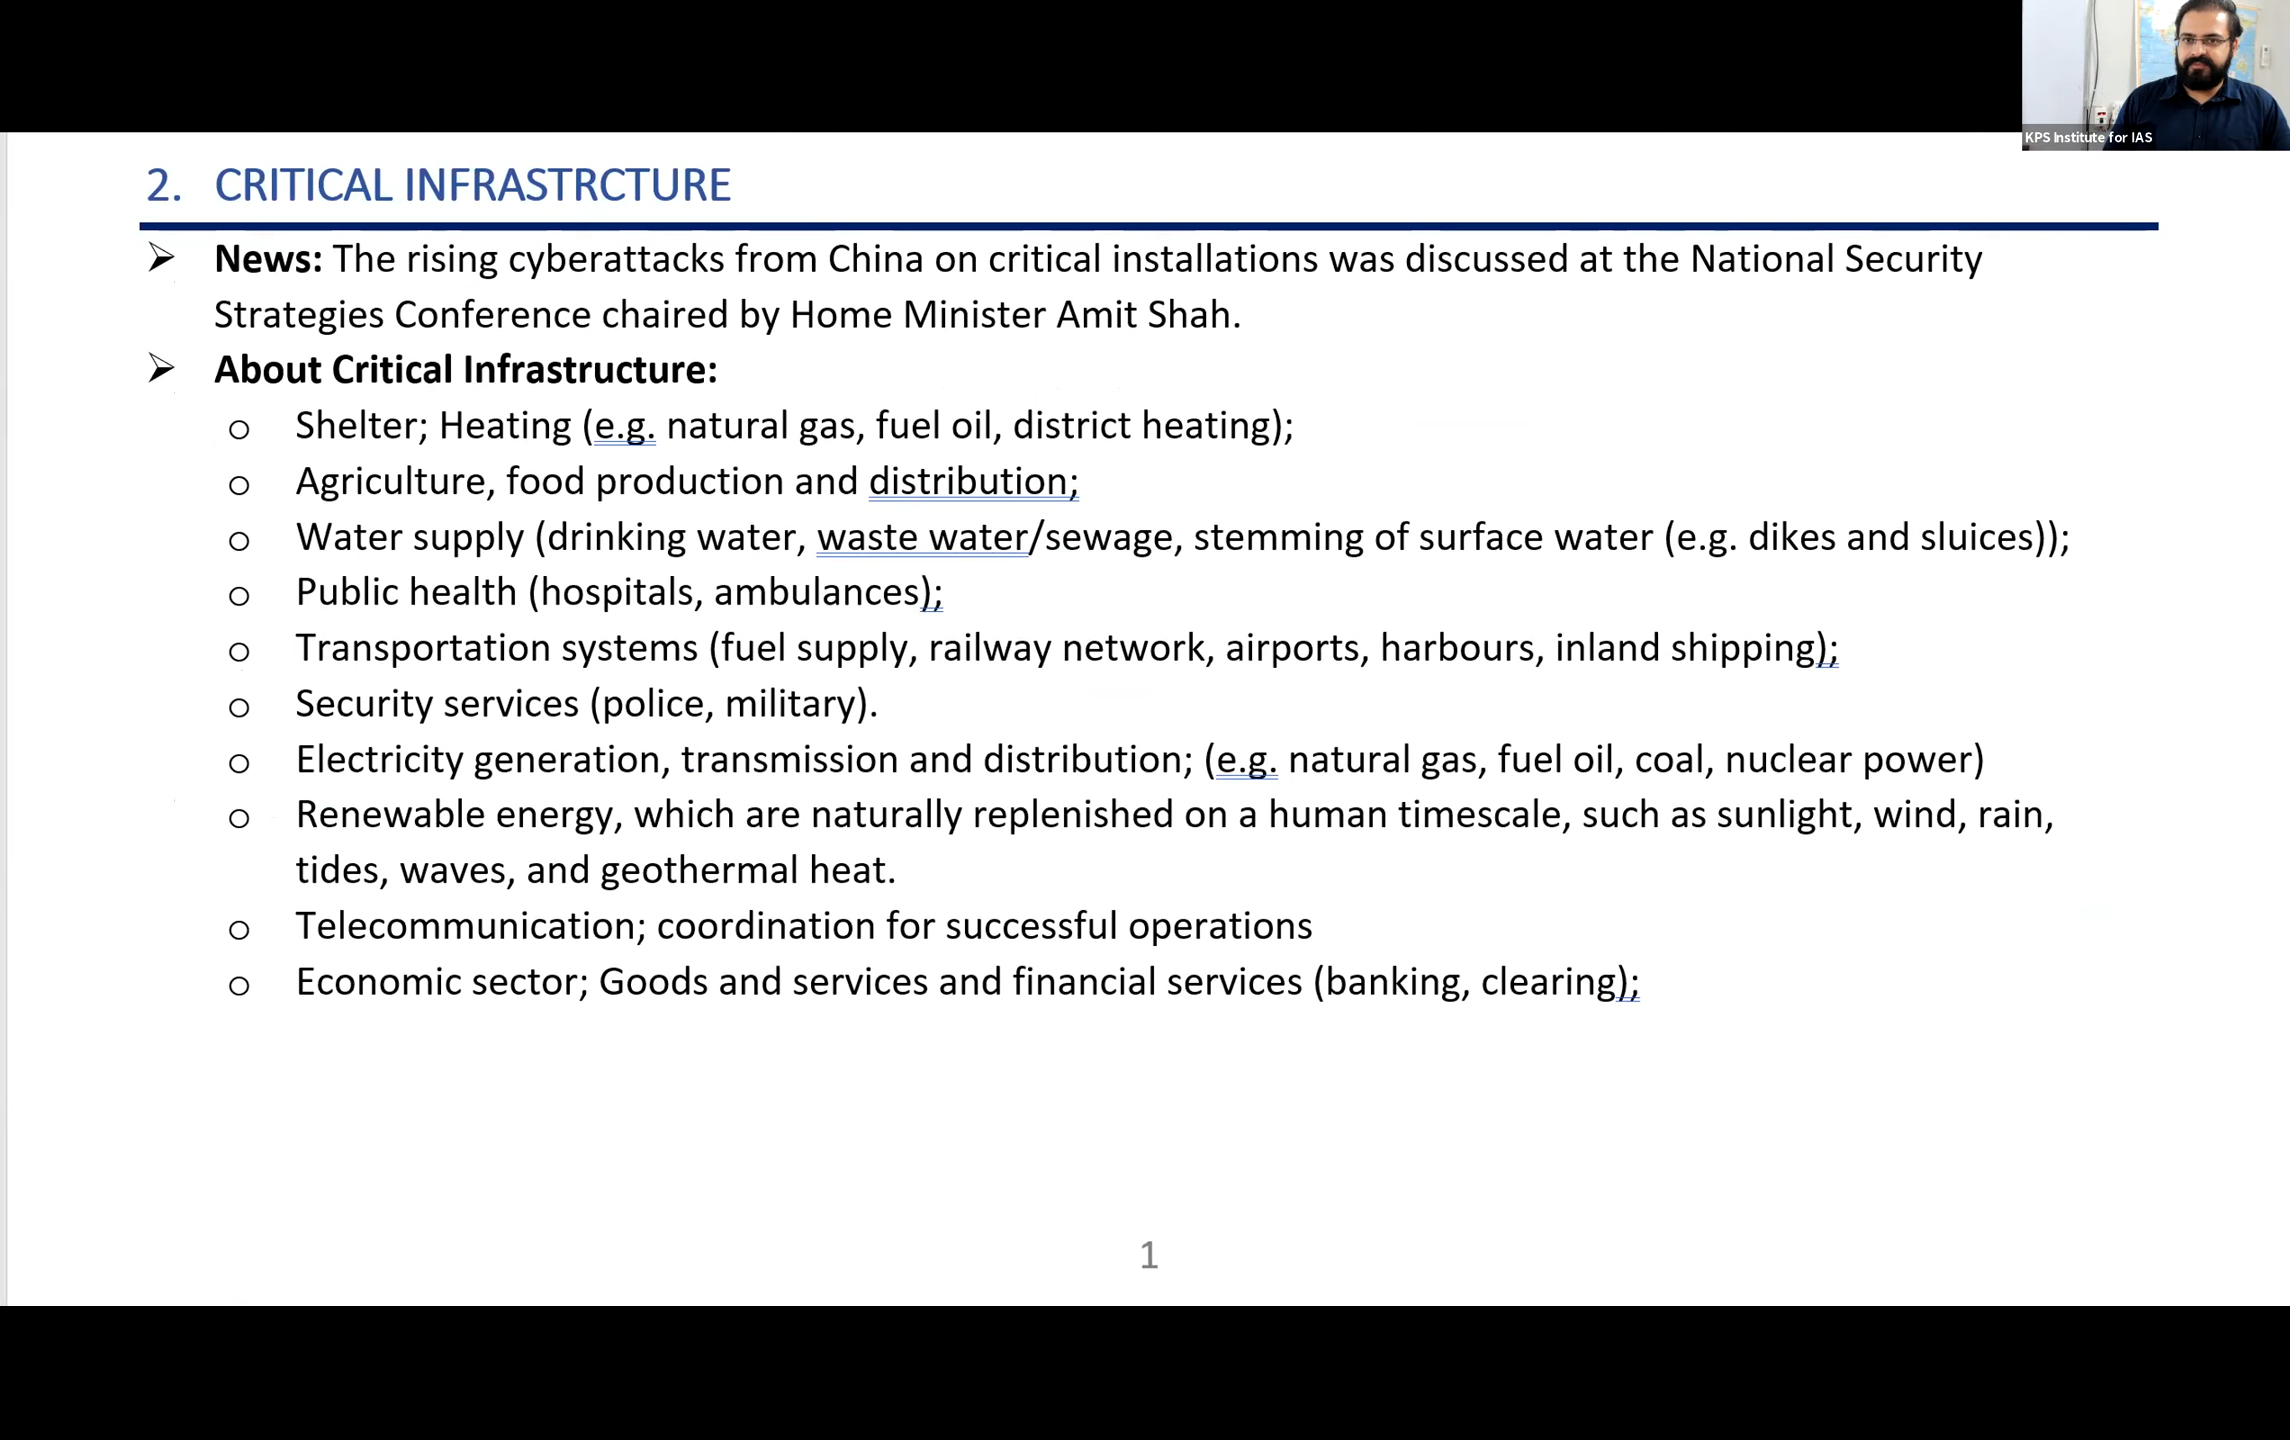 KPS Institute for IAS
2. CRITICAL INFRASTRCTURE
➢ News: The rising cyberattacks from China on critical installations was discussed at the National Security
Strategies Conference chaired by Home Minister Amit Shah.
➢ About Critical Infrastructure:
o Shelter; Heating (e.g. natural gas, fuel oil, district heating);
o Agriculture, food production and distribution;
o Water supply (drinking water, waste water/sewage, stemming of surface water (e.g. dikes and sluices));
o Public health (hospitals, ambulances);
o Transportation systems (fuel supply, railway network, airports, harbours, inland shipping);
o Security services (police, military).
o Electricity generation, transmission and distribution; (e.g. natural gas, fuel oil, coal, nuclear power)
o Renewable energy, which are naturally replenished on a human timescale, such as sunlight, wind, rain,
tides, waves, and geothermal heat.
o Telecommunication; coordination for successful operations
o Economic sector; Goods and services and financial services (banking, clearing);
1